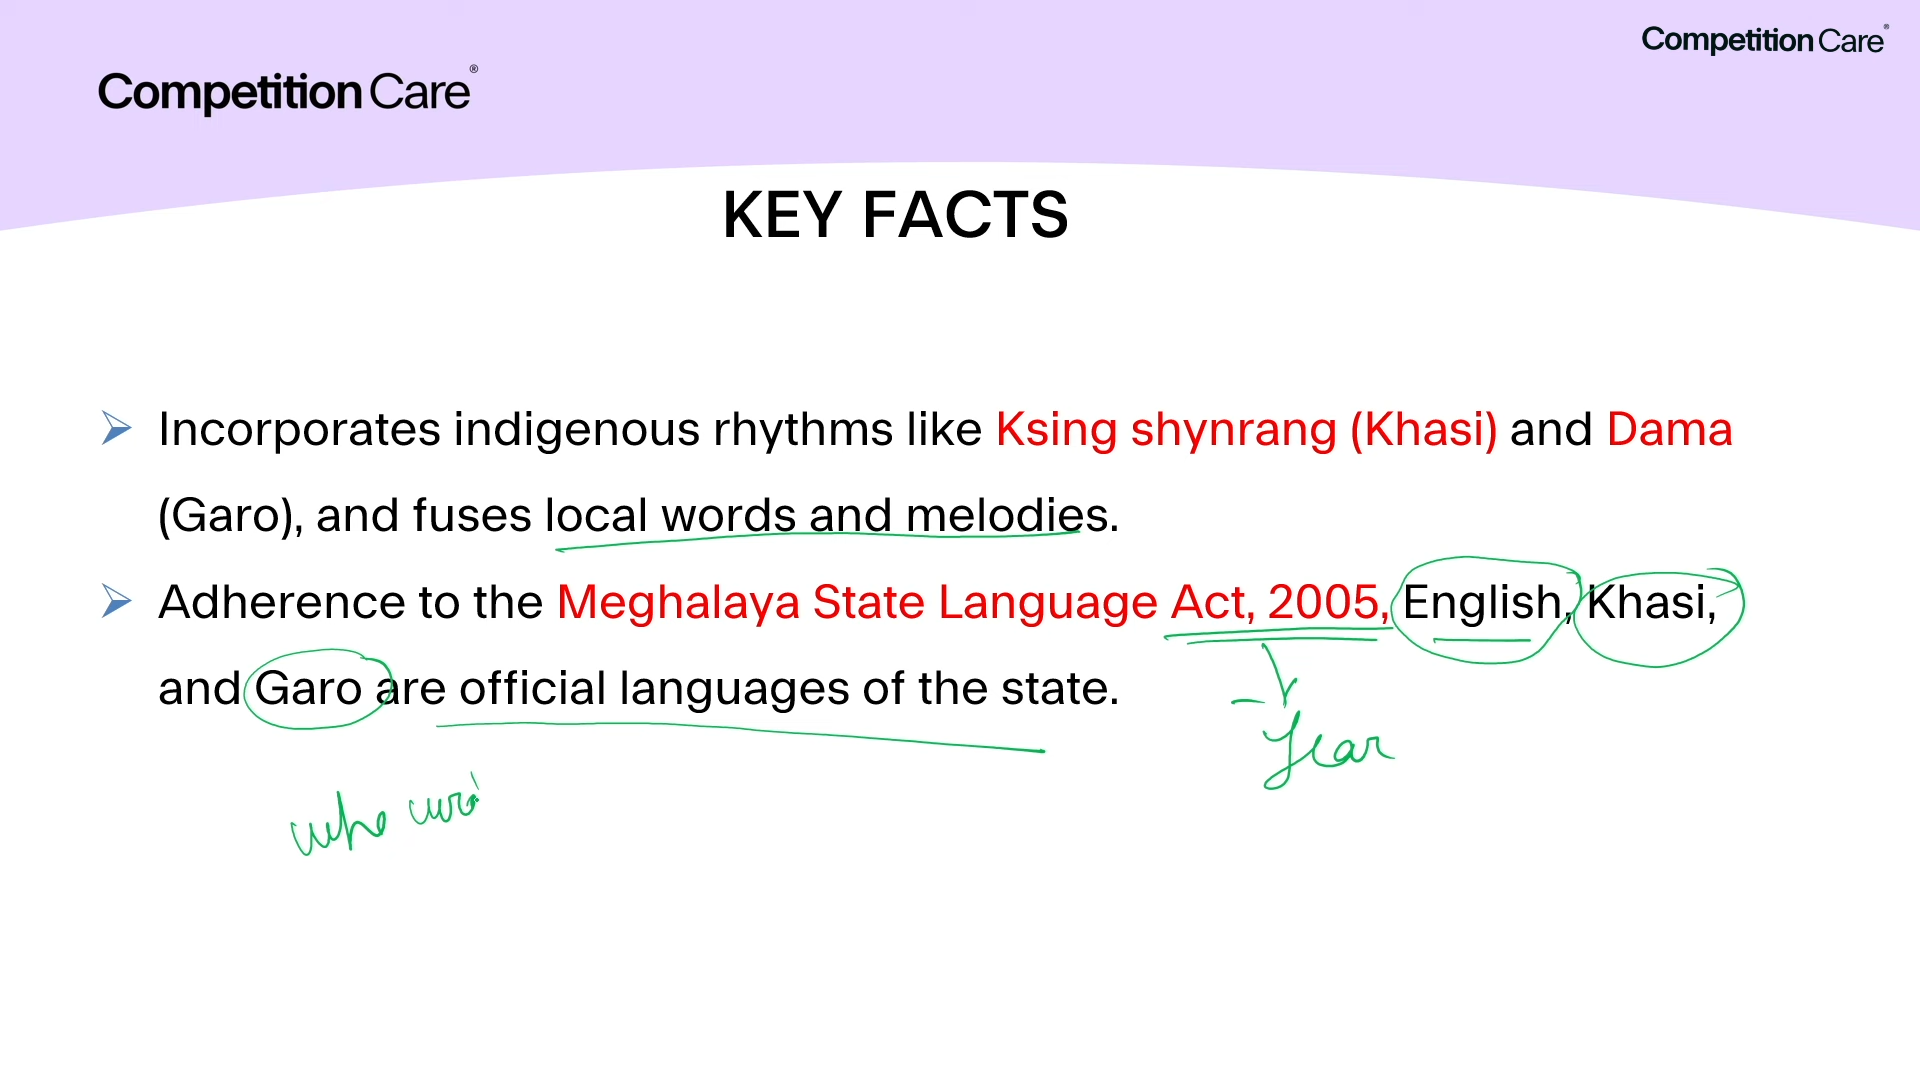 Competition Care®
Competition Care®
KEY FACTS
➢ Incorporates indigenous rhythms like Ksing shynrang (Khasi) and Dama
(Garo), and fuses local words and melodies.
➢ Adherence to the Meghalaya State Language Act, 2005, English, Khasi,
and Garo are official languages of the state.
Year
who